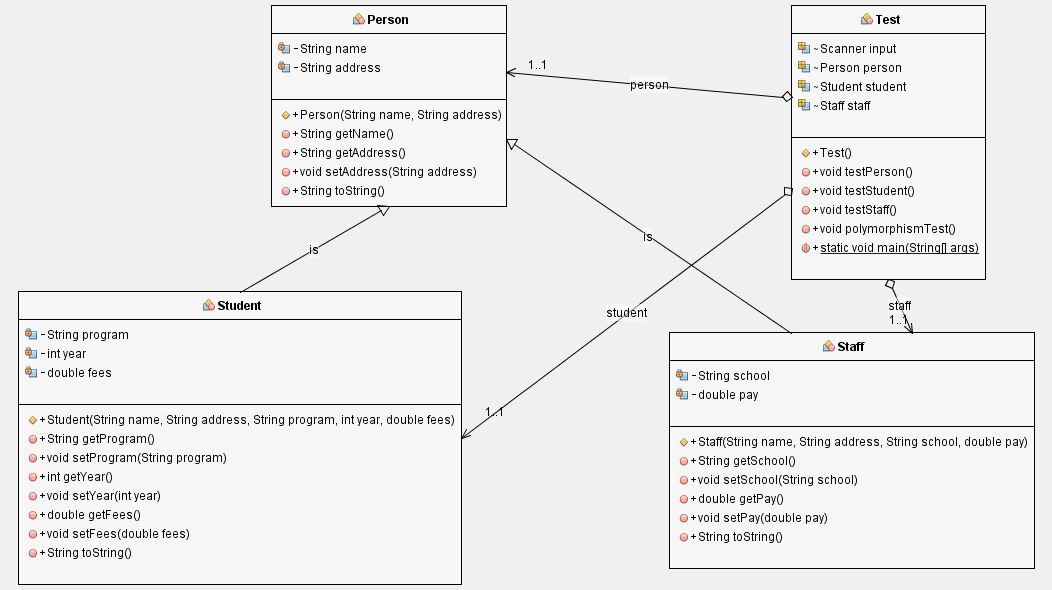 Person
- String name
- String address
+ Person(String name, String address)
+ String getName()
+ String getAddress()
+ void setAddress(String address)
+ String toString()
Test
~ Scanner input
~ Person person
~ Student student
~ Staff staff
+ Test()
+ void testPerson()
+ void testStudent()
+ void testStaff()
+ void polymorphismTest()
+ static void main(String[] args)
1..1
person
is
is
student
1..1
staff
1..1
Student
- String program
- int year
- double fees
+ Student(String name, String address, String program, int year, double fees)
+ String getProgram()
+ void setProgram(String program)
+ int getYear()
+ void setYear(int year)
+ double getFees()
+ void setFees(double fees)
+ String toString()
Staff
- String school
- double pay
+ Staff(String name, String address, String school, double pay)
+ String getSchool()
+ void setSchool(String school)
+ double getPay()
+ void setPay(double pay)
+ String toString()